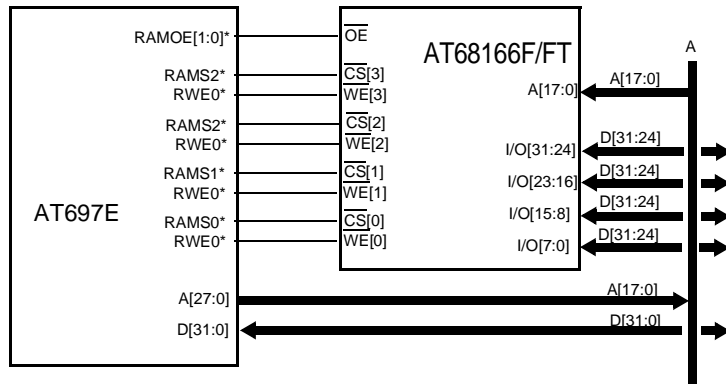 RAMOE[1:0]*
OE
AT68166F/FT
A
RAMS2*
CS[3]
RWE0*
WE[3]
A[17:0]
A[17:0]
RAMS2*
CS[2]
RWE0*
WE[2]
I/O[31:24]
D[31:24]
RAMS1*
CS[1]
I/O[23:16]
D[31:24]
RWE0*
WE[1]
AT697E
RAMS0*
CS[0]
I/O[15:8]
D[31:24]
RWE0*
WE[0]
I/O[7:0]
D[31:24]
A[27:0]
A[17:0]
D[31:0]
D[31:0]